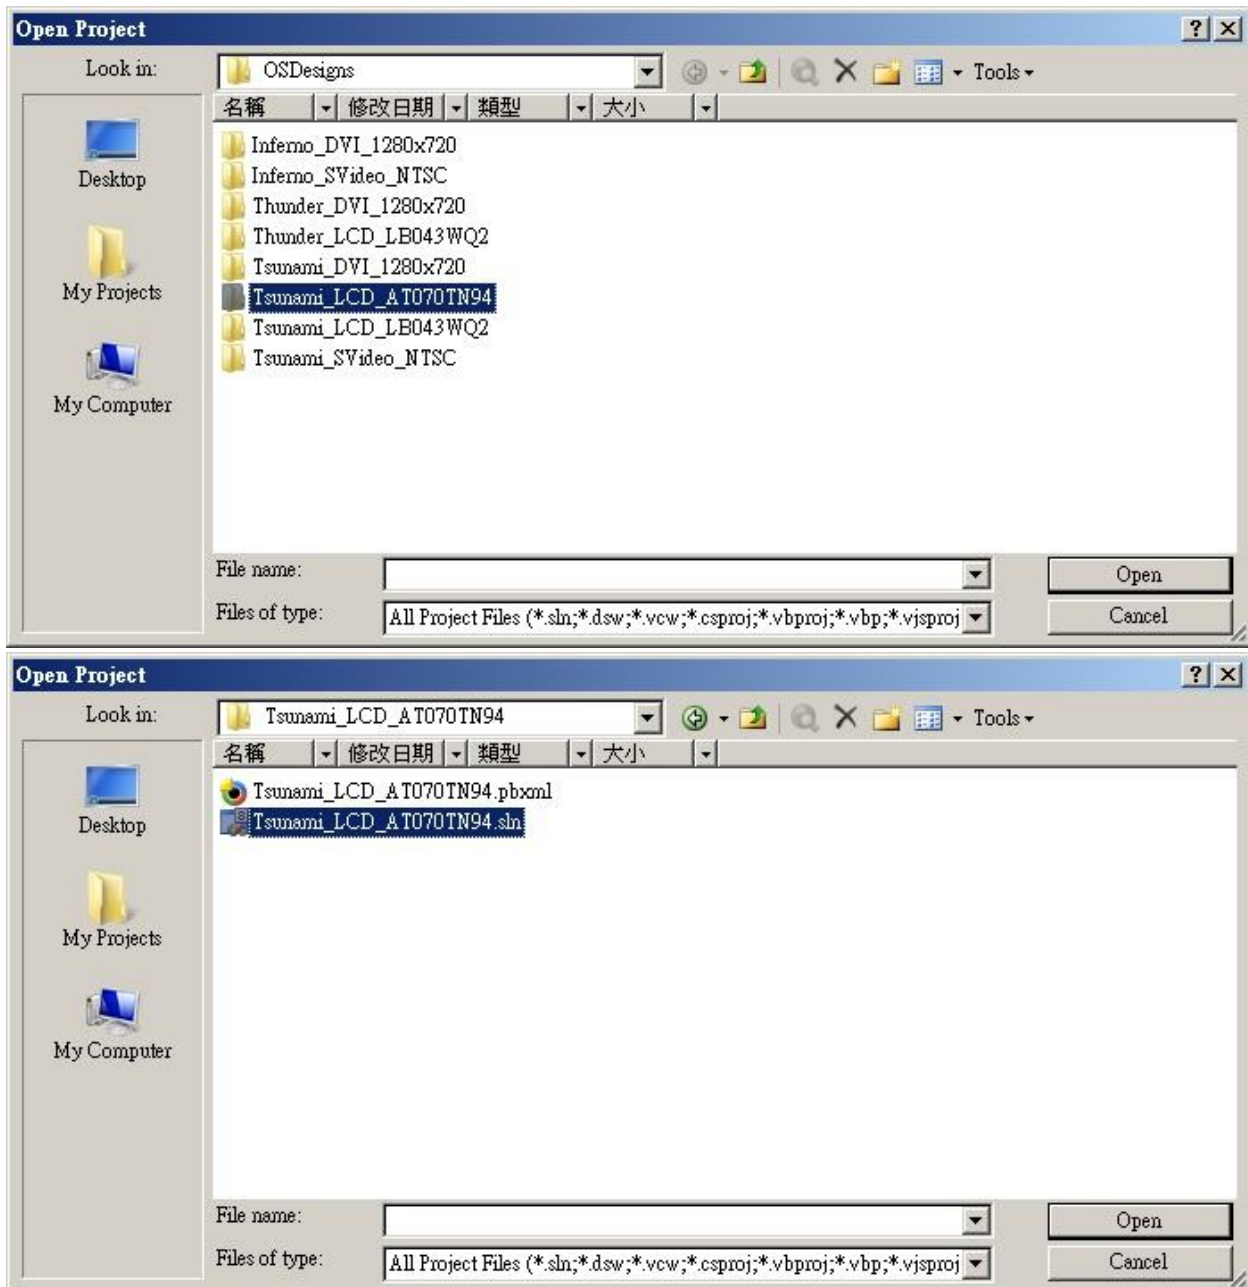 Open Project
Look in: OSDesigns Tools
名稱 修改日期 類型 大小
Inferno_DVI_1280x720
Inferno_SVideo_NTSC
Thunder_DVI_1280x720
Thunder_LCD_LB043WQ2
Tsunami_DVI_1280x720
Tsunami_LCD_AT070TN94
Tsunami_LCD_LB043WQ2
Tsunami_SVideo_NTSC
Desktop
My Projects
My Computer
File name: Open
Files of type: All Project Files (*.sln;*.dsw;*.vcw;*.csproj;*.vbproj;*.vbp;*.vjsproj Cancel
Open Project
Look in: Tsunami_LCD_AT070TN94 Tools
名稱 修改日期 類型 大小
Tsunami_LCD_AT070TN94.pbxml
Tsunami_LCD_AT070TN94.sln
Desktop
My Projects
My Computer
File name: Open
Files of type: All Project Files (*.sln;*.dsw;*.vcw;*.csproj;*.vbproj;*.vbp;*.vjsproj Cancel